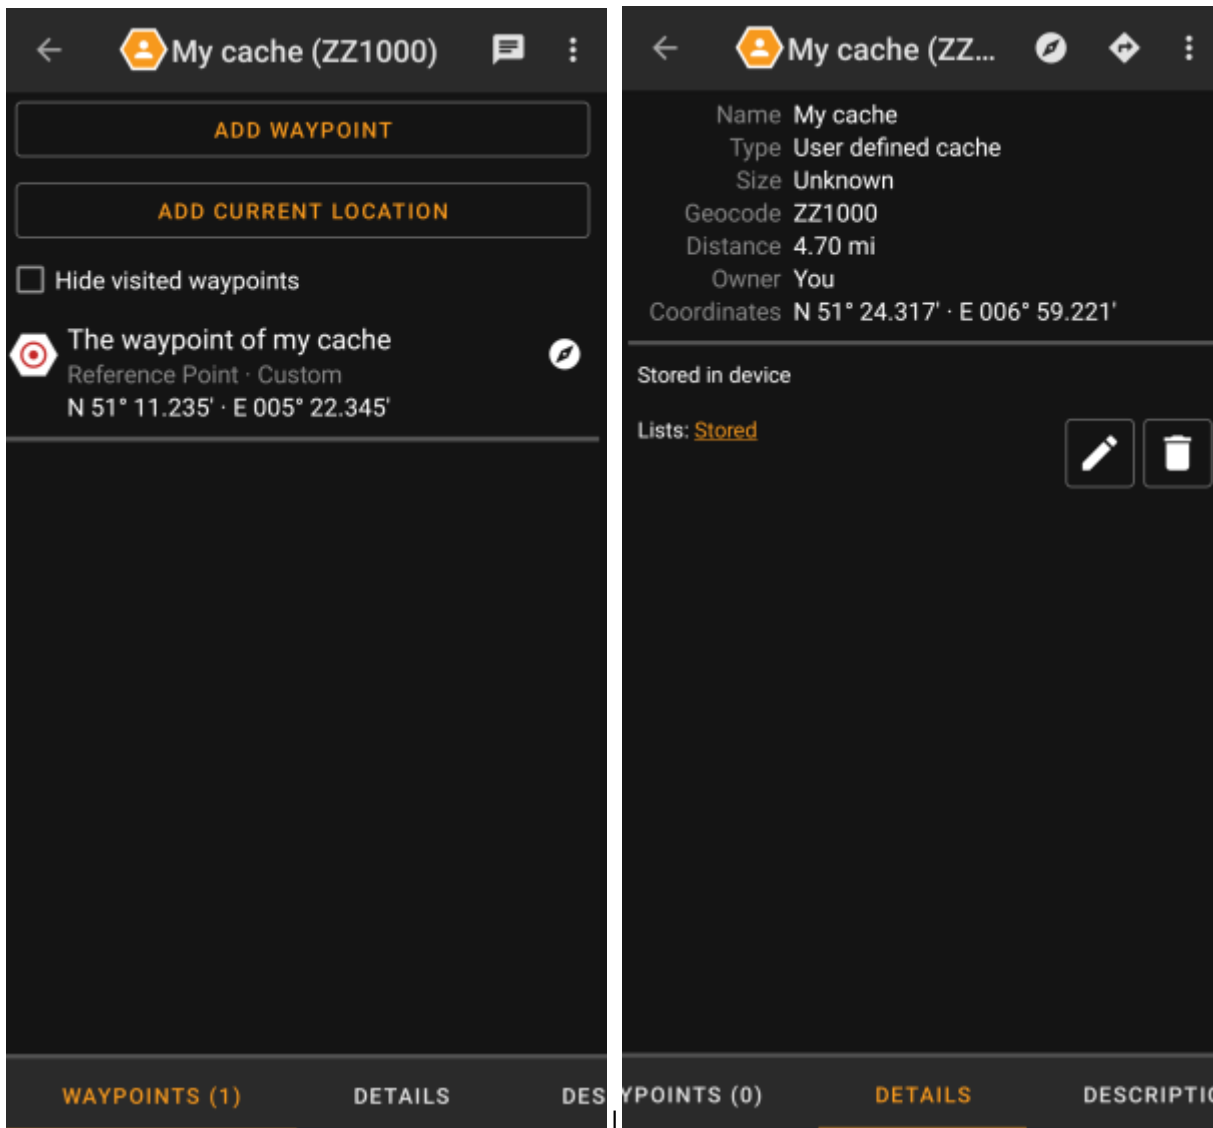 My cache (ZZ1000)
ADD WAYPOINT
ADD CURRENT LOCATION
Hide visited waypoints
The waypoint of my cache
Reference Point · Custom
N 51° 11.235' · E 005° 22.345'
WAYPOINTS (1) DETAILS DES
My cache (ZZ...
Name My cache
Type User defined cache
Size Unknown
Geocode ZZ1000
Distance 4.70 mi
Owner You
Coordinates N 51° 24.317' · E 006° 59.221'
Stored in device
Lists: Stored
YPOINTS (0) DETAILS DESCRIPTIO